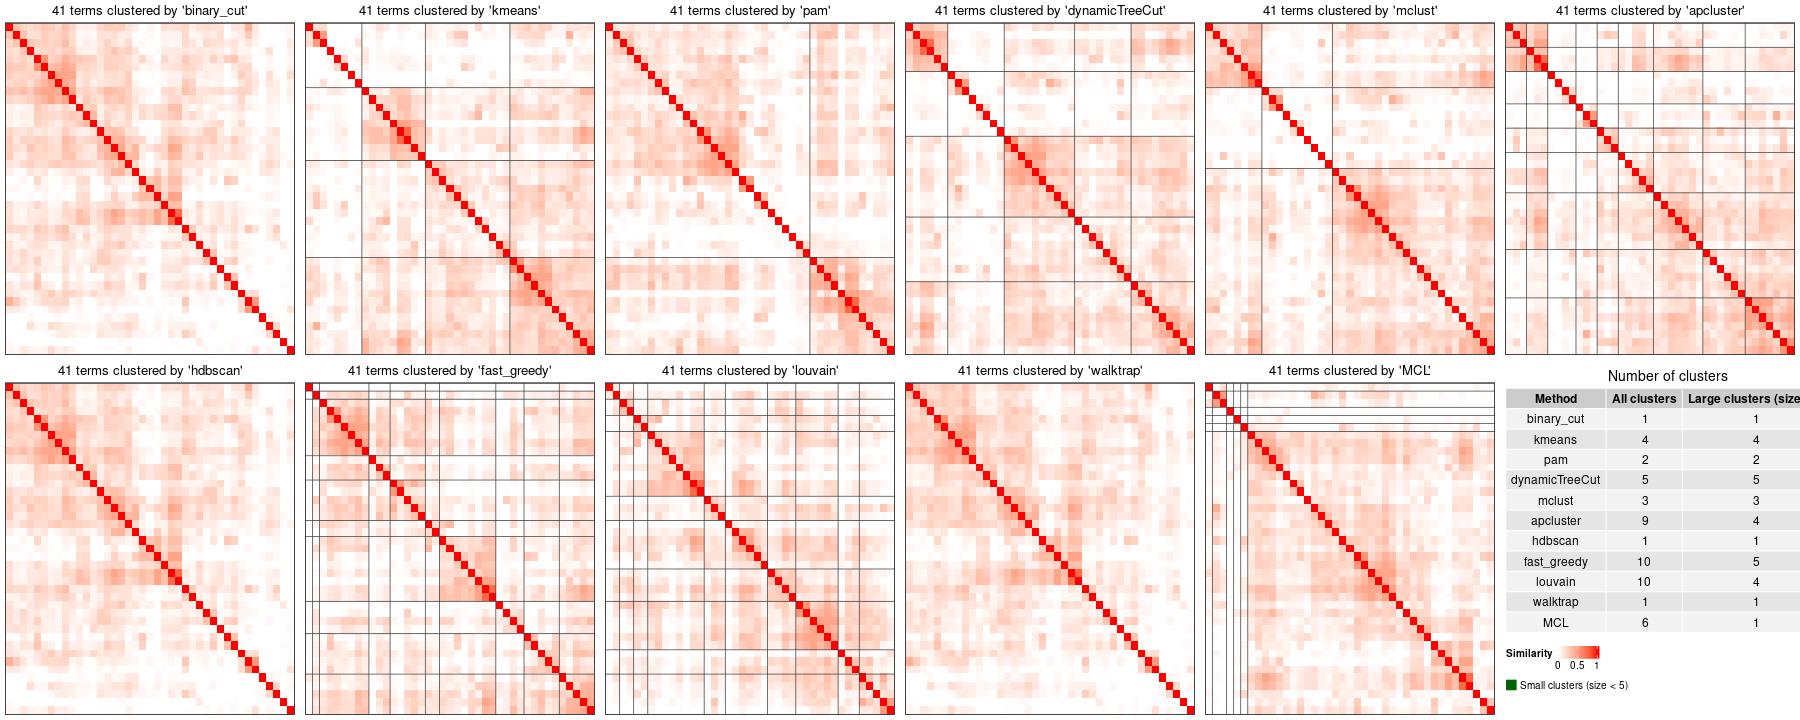 41 terms clustered by 'binary_cut'
41 terms clustered by 'kmeans'
41 terms clustered by 'pam'
41 terms clustered by 'dynamicTreeCut'
41 terms clustered by 'mclust'
41 terms clustered by 'apcluster'
41 terms clustered by 'hdbscan'
41 terms clustered by 'fast_greedy'
41 terms clustered by 'louvain'
41 terms clustered by 'walktrap'
41 terms clustered by 'MCL'
Number of clusters
Method All clusters Large clusters (size
binary_cut 1 1
kmeans 4 4
pam 2 2
dynamicTreeCut 5 5
mclust 3 3
apcluster 9 4
hdbscan 1 1
fast_greedy 10 5
louvain 10 4
walktrap 1 1
MCL 6 1
Similarity
0 0.5 1
Small clusters (size < 5)